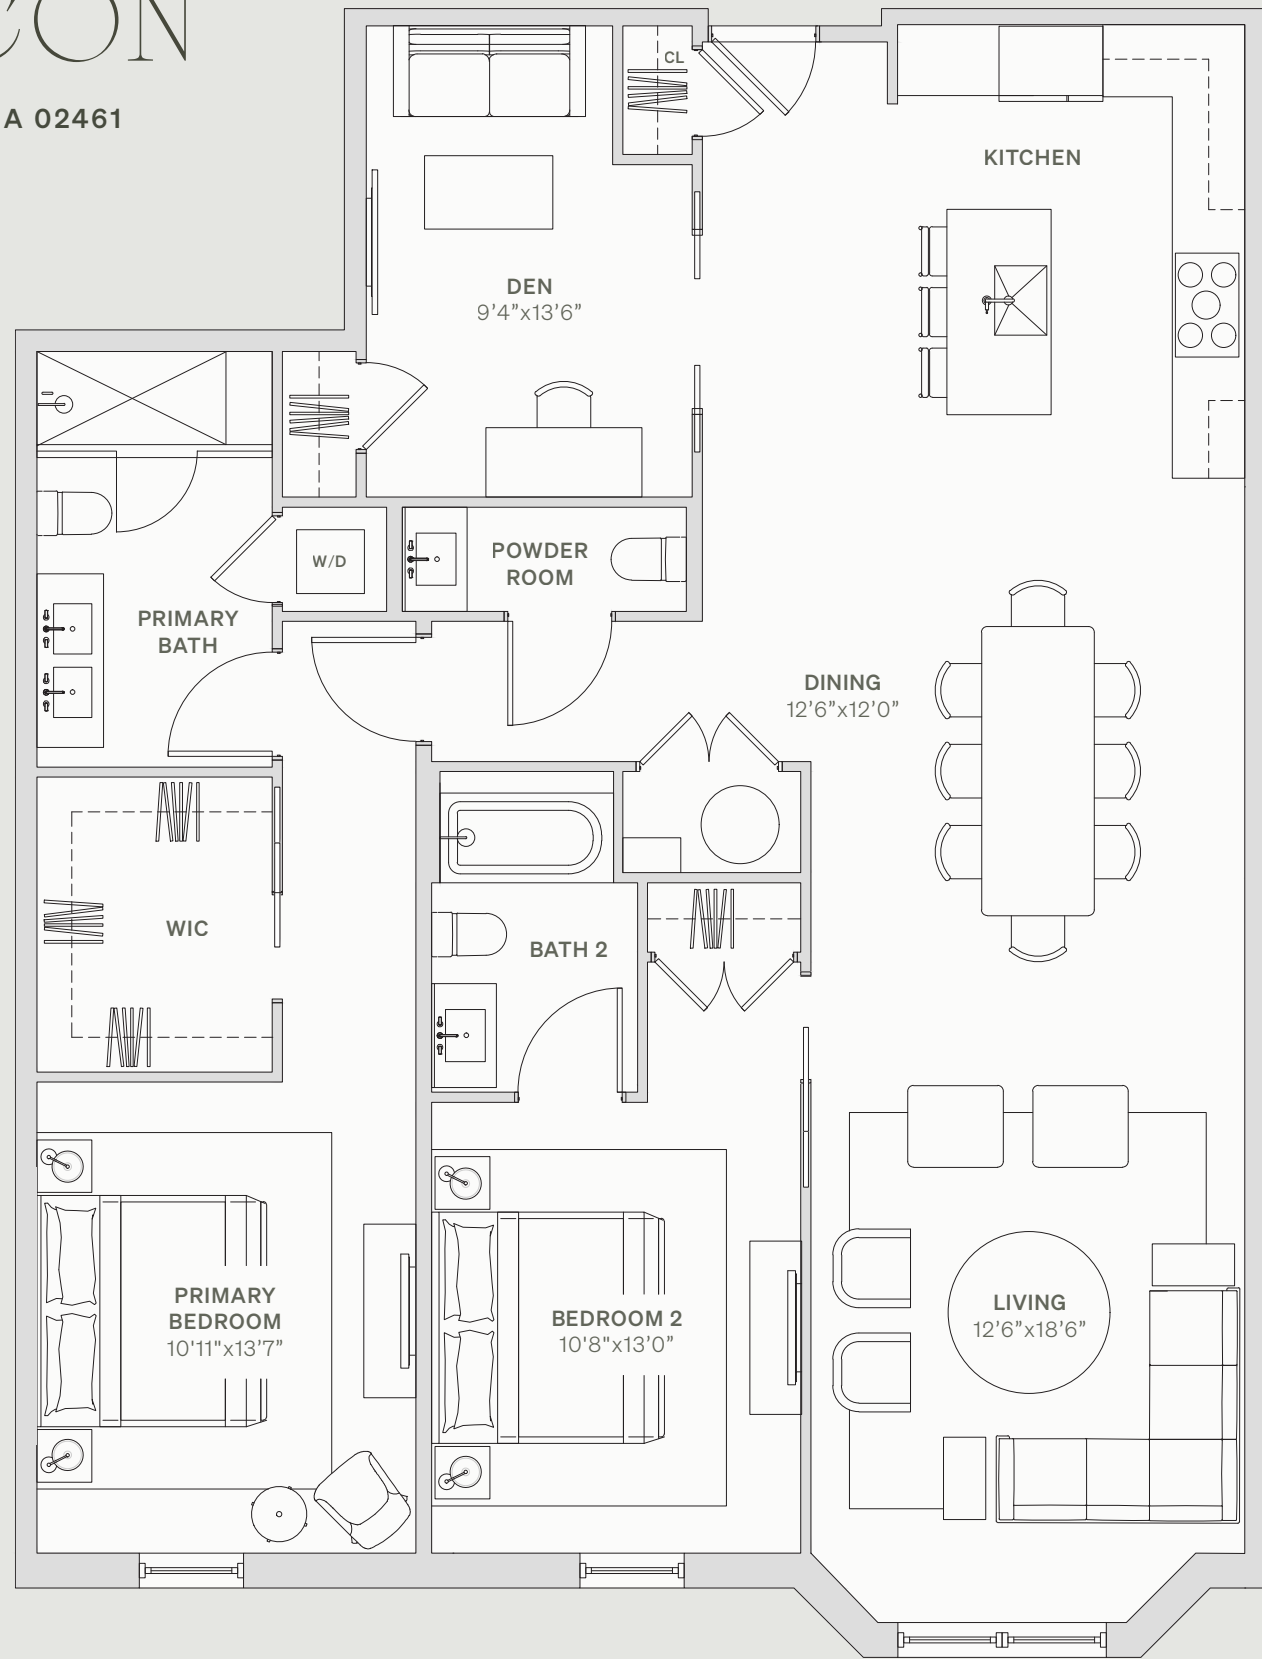 CON
A 02461
CL
KITCHEN
DEN
9’4”x13’6”
W/D
POWDER
ROOM
PRIMARY
BATH
DINING
12’6”x12’0”
WIC
BATH 2
PRIMARY
BEDROOM
10'11"x13’7”
BEDROOM 2
10'8"x13’0”
LIVING
12’6”x18’6”